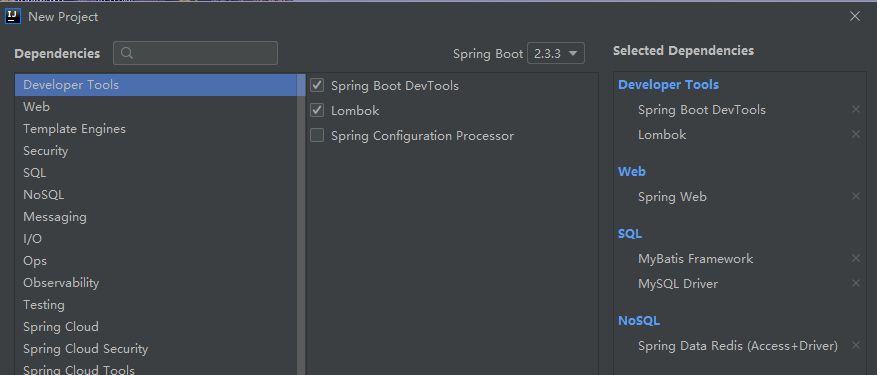 New Project
Dependencies
Spring Boot 2.3.3
Selected Dependencies
Developer Tools
Web
Template Engines
Security
SQL
NoSQL
Messaging
I/O
Ops
Observability
Testing
Spring Cloud
Spring Cloud Security
Spring Cloud Tools
Spring Boot DevTools
Lombok
Spring Configuration Processor
Developer Tools
Spring Boot DevTools
Lombok
Web
Spring Web
SQL
MyBatis Framework
MySQL Driver
NoSQL
Spring Data Redis (Access+Driver)